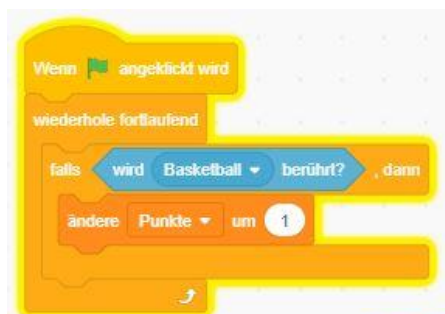 Wenn angeklickt wird
wiederhole fortlaufend
falls wird Basketball berührt? , dann
ändere Punkte um 1